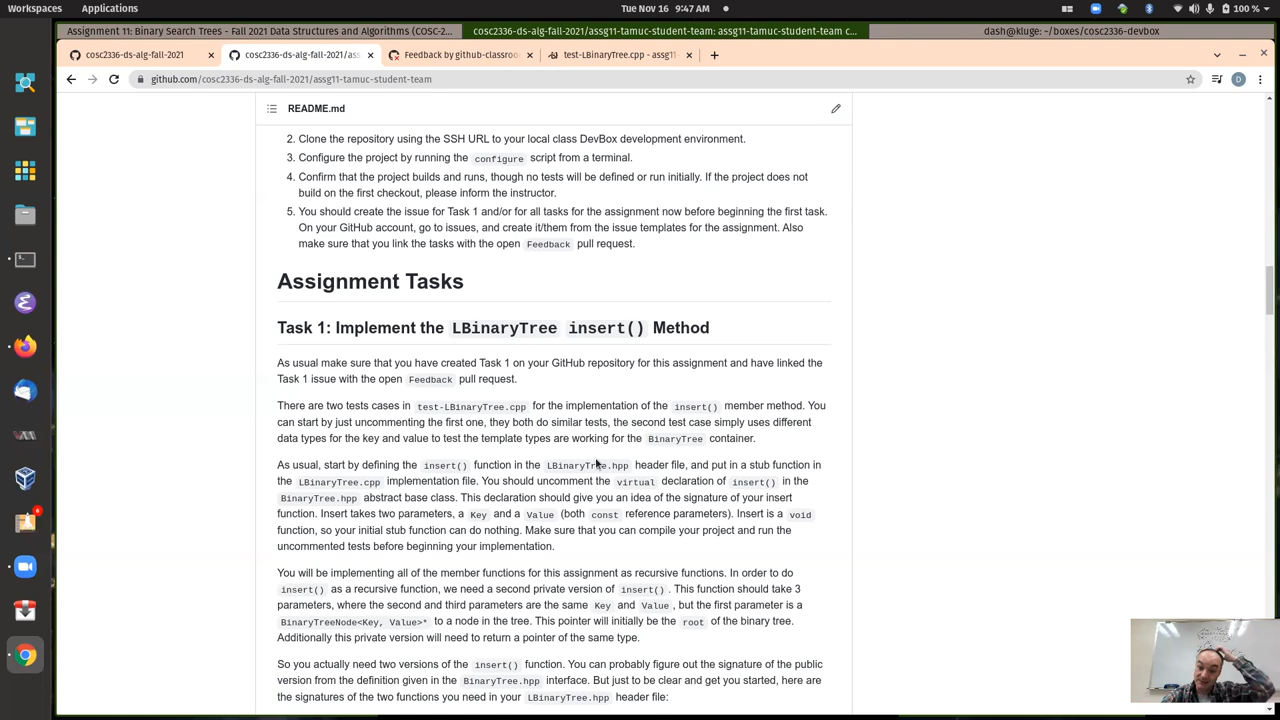 Workspaces Applications Tue Nov 16 9:47 AM 100 %
Assignment 11: Binary Search Trees - Fall 2021 Data Structures and Algorithms (COSC-2... cosc2336-ds-alg-fall-2021/assg11-tamuc-student-team: assg11-tamuc-student-team c... dash@kluge: ~/boxes/cosc2336-devbox
cosc2336-ds-alg-fall-2021 cosc2336-ds-alg-fall-2021/ass Feedback by github-classroo test-LBinaryTree.cpp - assg11
github.com/cosc2336-ds-alg-fall-2021/assg11-tamuc-student-team
README.md
2. Clone the repository using the SSH URL to your local class DevBox development environment.
3. Configure the project by running the configure script from a terminal.
4. Confirm that the project builds and runs, though no tests will be defined or run initially. If the project does not
build on the first checkout, please inform the instructor.
5. You should create the issue for Task 1 and/or for all tasks for the assignment now before beginning the first task.
On your GitHub account, go to issues, and create it/them from the issue templates for the assignment. Also
make sure that you link the tasks with the open Feedback pull request.
Assignment Tasks
Task 1: Implement the LBinaryTree insert() Method
As usual make sure that you have created Task 1 on your GitHub repository for this assignment and have linked the
Task 1 issue with the open Feedback pull request.
There are two tests cases in test-LBinaryTree.cpp for the implementation of the insert() member method. You
can start by just uncommenting the first one, they both do similar tests, the second test case simply uses different
data types for the key and value to test the template types are working for the BinaryTree container.
As usual, start by defining the insert() function in the LBinaryTree.hpp header file, and put in a stub function in
the LBinaryTree.cpp implementation file. You should uncomment the virtual declaration of insert() in the
BinaryTree.hpp abstract base class. This declaration should give you an idea of the signature of your insert
function. Insert takes two parameters, a Key and a Value (both const reference parameters). Insert is a void
function, so your initial stub function can do nothing. Make sure that you can compile your project and run the
uncommented tests before beginning your implementation.
You will be implementing all of the member functions for this assignment as recursive functions. In order to do
insert() as a recursive function, we need a second private version of insert(). This function should take 3
parameters, where the second and third parameters are the same Key and Value, but the first parameter is a
BinaryTreeNode<Key, Value>* to a node in the tree. This pointer will initially be the root of the binary tree.
Additionally this private version will need to return a pointer of the same type.
So you actually need two versions of the insert() function. You can probably figure out the signature of the public
version from the definition given in the BinaryTree.hpp interface. But just to be clear and get you started, here are
the signatures of the two functions you need in your LBinaryTree.hpp header file: